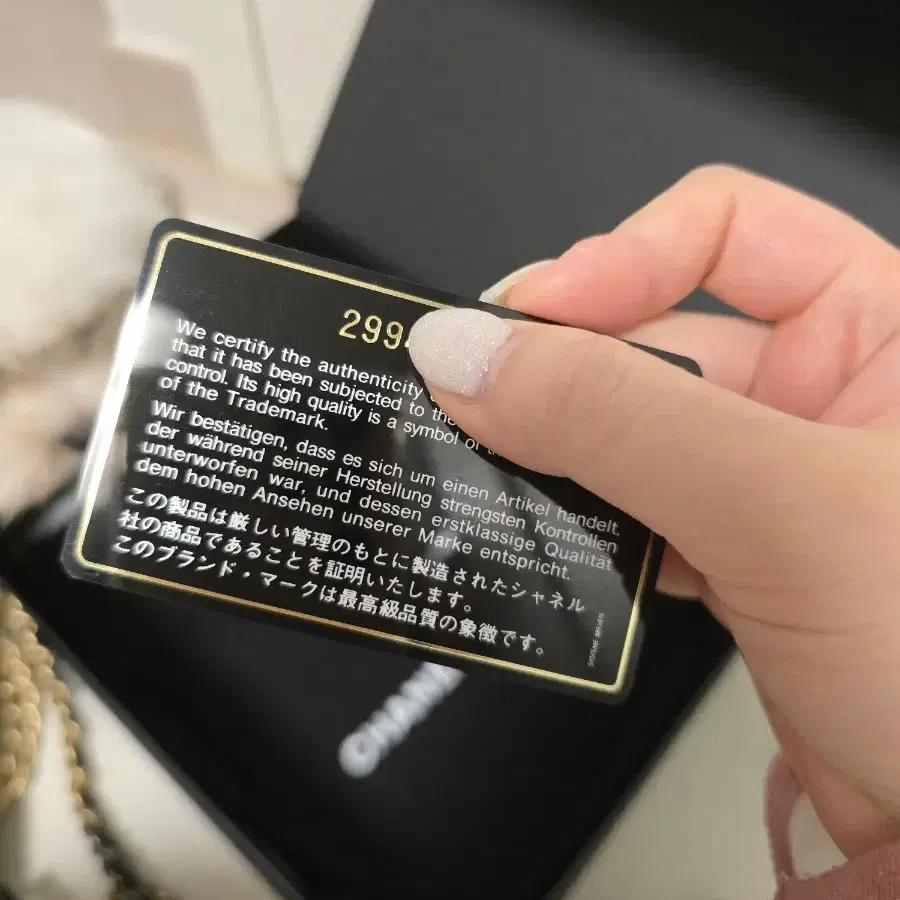 299
We certify the authenticity
that it has been subjected to the
control. Its high quality is a symbol of
of the Trademark.
Wir bestätigen, dass es sich um einen Artikel handelt,
der während seiner Herstellung strengsten Kontrollen
unterworfen war, und dessen erstklassige Qualität
dem hohen Ansehen unserer Marke entspricht.
この製品は厳しい管理のもとに製造されたシャネル
社の商品であることを証明いたします。
このブランド・マークは最高級品質の象徴です。
CHANE